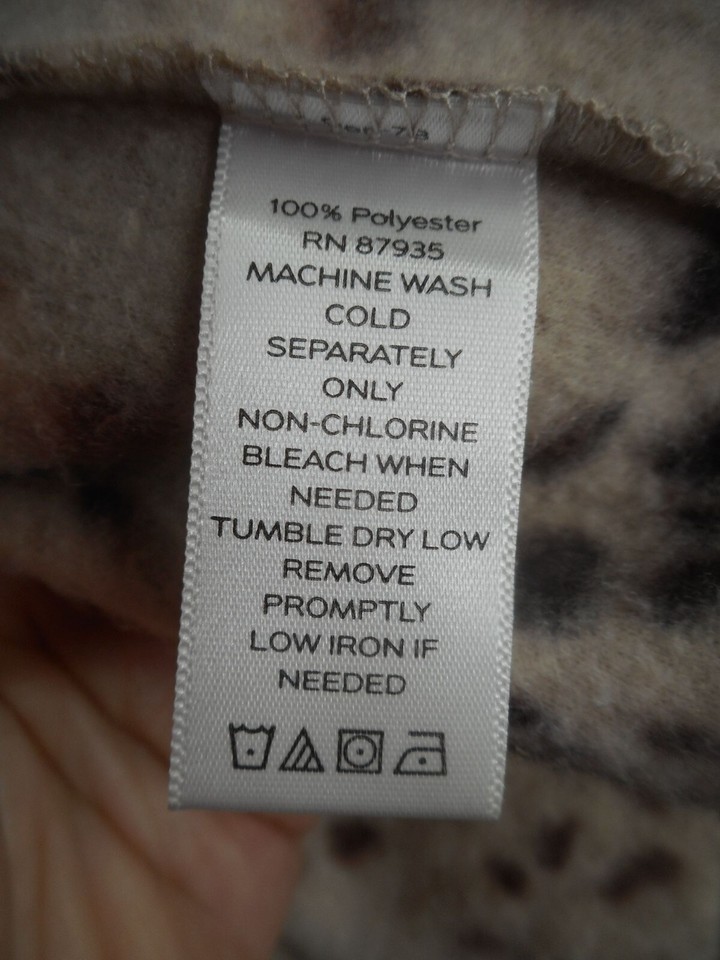 100% Polyester
RN 87935
MACHINE WASH
COLD
SEPARATELY
ONLY
NON-CHLORINE
BLEACH WHEN
NEEDED
TUMBLE DRY LOW
REMOVE
PROMPTLY
LOW IRON IF
NEEDED